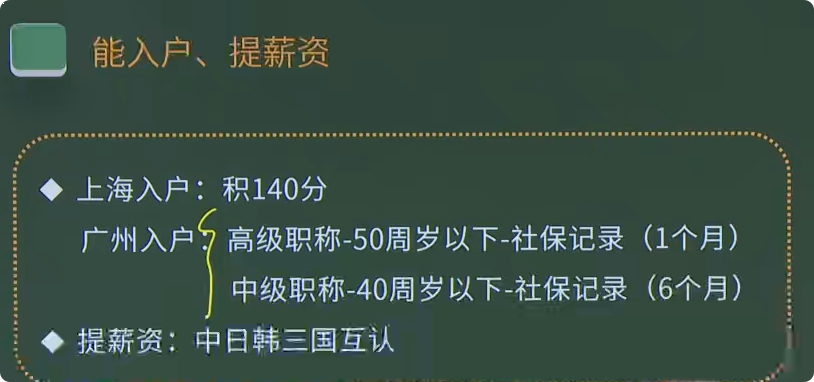 能入户、提薪资
上海入户：积140分
广州入户：高级职称-50周岁以下-社保记录（1个月）
中级职称-40周岁以下-社保记录（6个月）
提薪资：中日韩三国互认